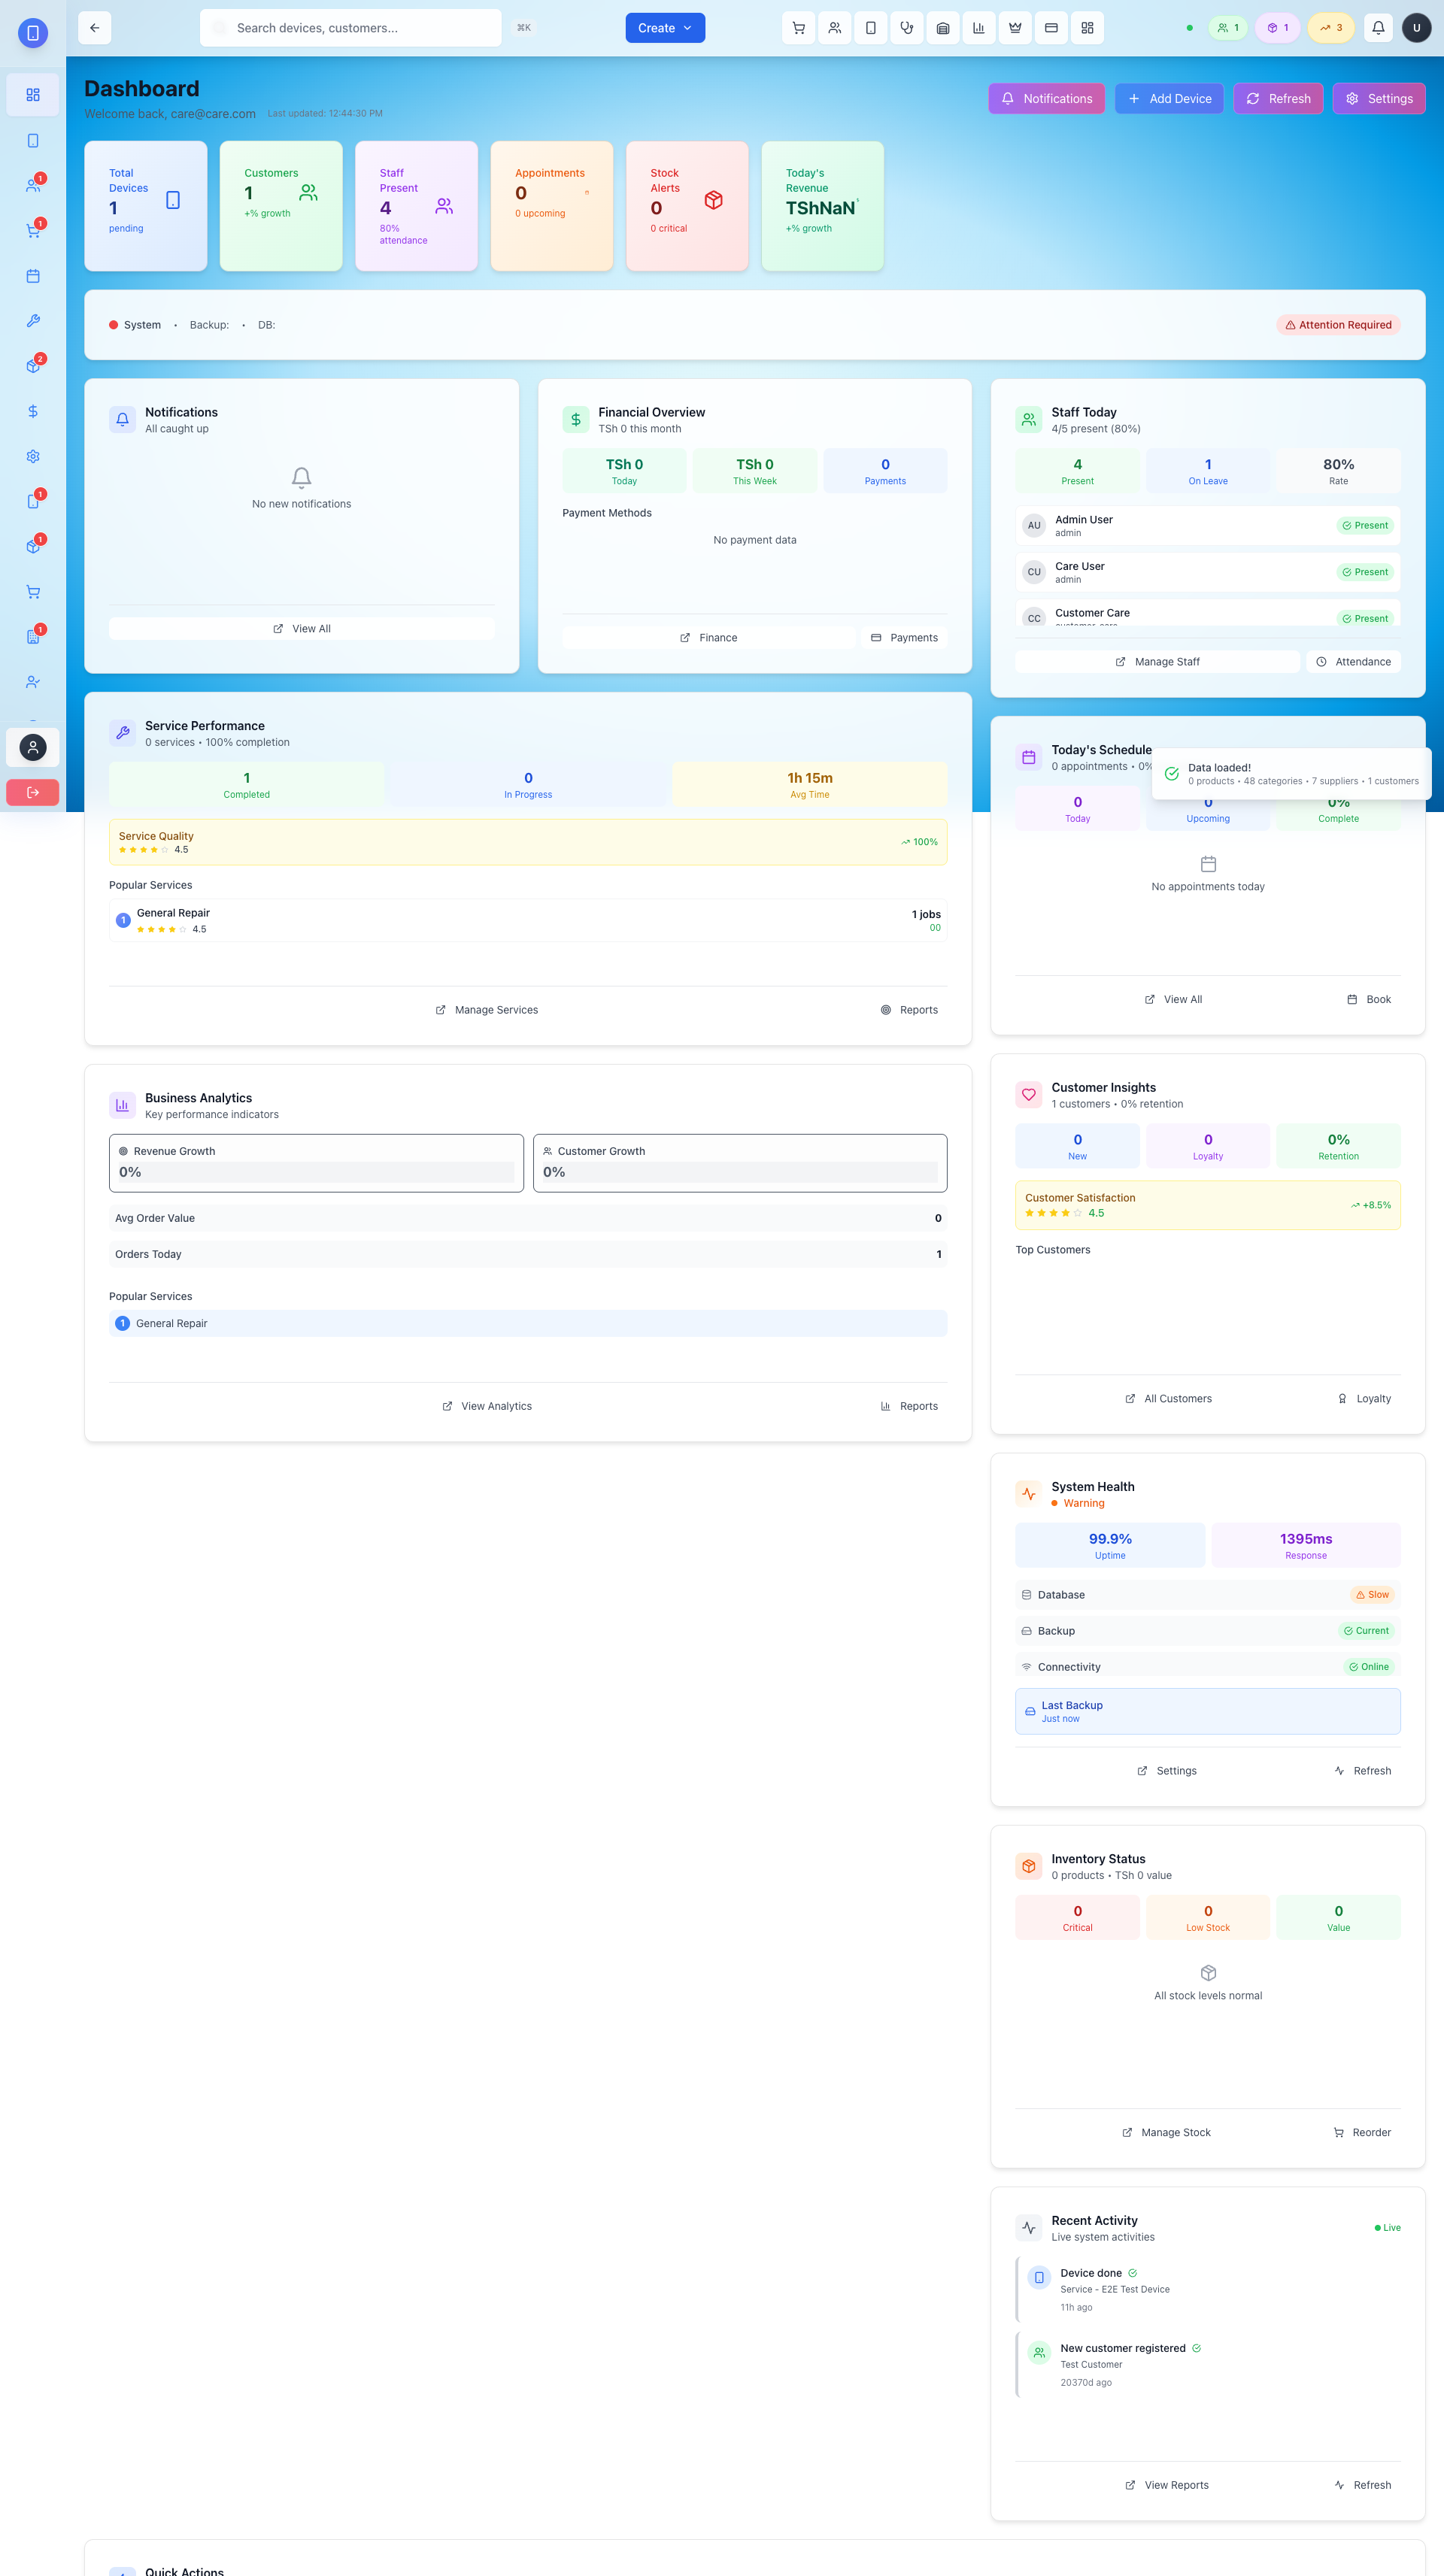 Search devices, customers...
⌘K
Create
1
1
3
U
Dashboard
Welcome back, care@care.com
Last updated: 12:44:30 PM
Notifications
Add Device
Refresh
Settings
1
1
2
1
1
1
Total
Devices
1
pending
Customers
1
+% growth
Staff
Present
4
80%
attendance
Appointments
0
0 upcoming
Stock
Alerts
0
0 critical
Today's
Revenue
TShNaN
+% growth
System • Backup: • DB:
Attention Required
Notifications
All caught up
No new notifications
View All
Financial Overview
TSh 0 this month
TSh 0
Today
TSh 0
This Week
0
Payments
Payment Methods
No payment data
Finance
Payments
Staff Today
4/5 present (80%)
4
Present
1
On Leave
80%
Rate
AU
Admin User
admin
Present
CU
Care User
admin
Present
CC
Customer Care
customer-care
Present
Manage Staff
Attendance
Service Performance
0 services • 100% completion
1
Completed
0
In Progress
1h 15m
Avg Time
Service Quality
4.5
100%
Popular Services
1
General Repair
4.5
1 jobs
00
Manage Services
Reports
Today's Schedule
0 appointments • 0%
Data loaded!
0 products • 48 categories • 7 suppliers • 1 customers
0
Today
0
Upcoming
0%
Complete
No appointments today
View All
Book
Business Analytics
Key performance indicators
Revenue Growth
0%
Customer Growth
0%
Avg Order Value
0
Orders Today
1
Popular Services
1
General Repair
View Analytics
Reports
Customer Insights
1 customers • 0% retention
0
New
0
Loyalty
0%
Retention
Customer Satisfaction
4.5
+8.5%
Top Customers
All Customers
Loyalty
System Health
Warning
99.9%
Uptime
1395ms
Response
Database
Slow
Backup
Current
Connectivity
Online
Last Backup
Just now
Settings
Refresh
Inventory Status
0 products • TSh 0 value
0
Critical
0
Low Stock
0
Value
All stock levels normal
Manage Stock
Reorder
Recent Activity
Live system activities
Live
Device done
Service - E2E Test Device
11h ago
New customer registered
Test Customer
20370d ago
View Reports
Refresh
Quick Actions